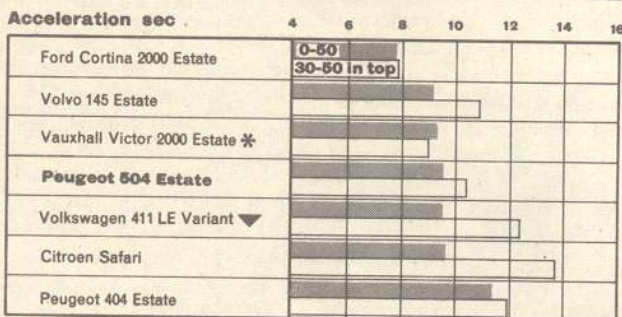 Acceleration sec
4 6 8 10 12 14 16
Ford Cortina 2000 Estate
0-50
30-50 in top
Volvo 145 Estate
Vauxhall Victor 2000 Estate *
Peugeot 504 Estate
Volkswagen 411 LE Variant ▼
Citroen Safari
Peugeot 404 Estate